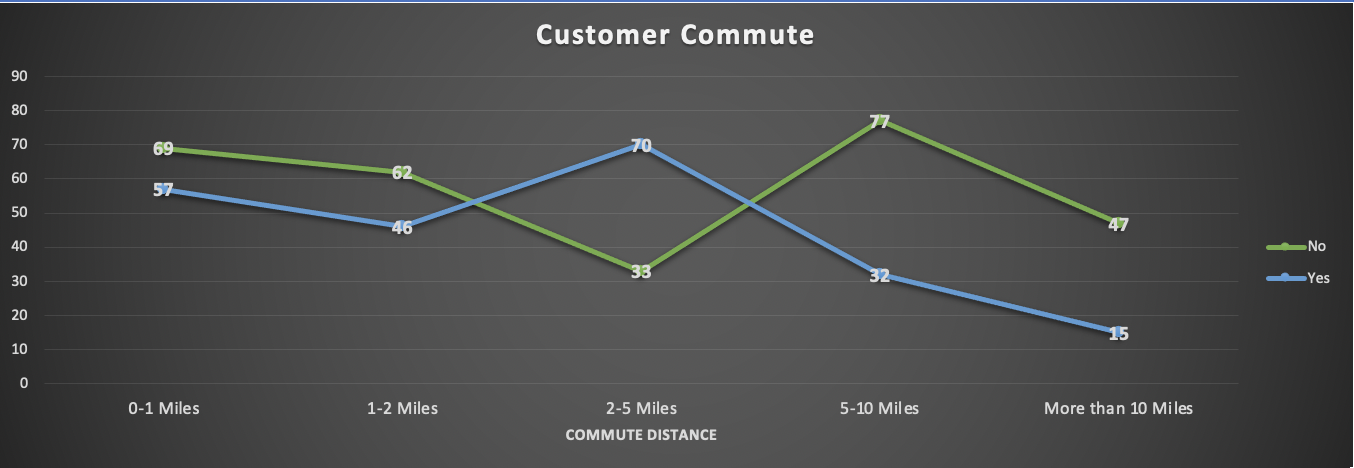 Customer Commute
90
80
70
60
50
40
30
20
10
0
69
62
33
77
47
57
46
70
32
15
No
Yes
0-1 Miles
1-2 Miles
2-5 Miles
5-10 Miles
More than 10 Miles
COMMUTE DISTANCE